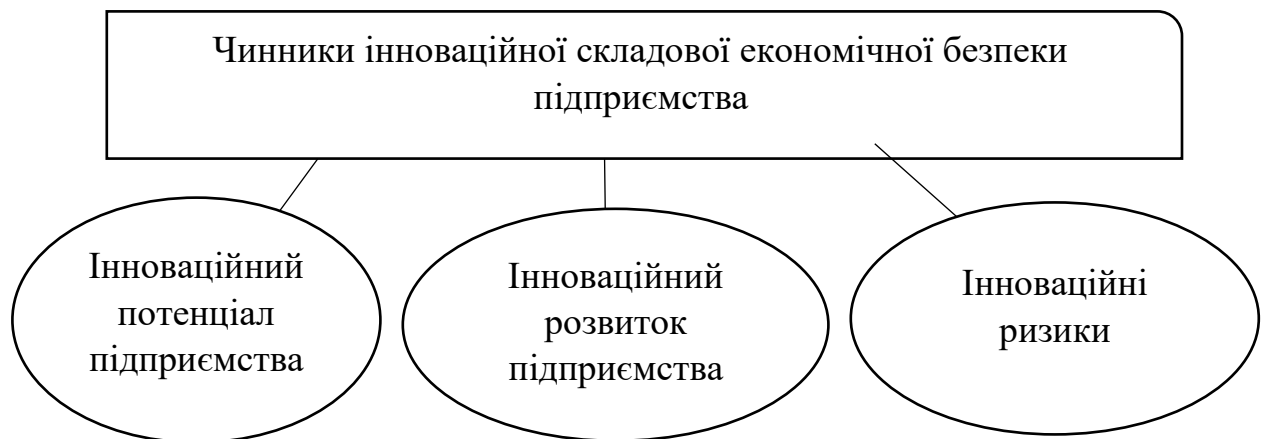 Чинники інноваційної складової економічної безпеки
підприємства
Інноваційний
потенціал
підприємства
Інноваційний
розвиток
підприємства
Інноваційні
ризики